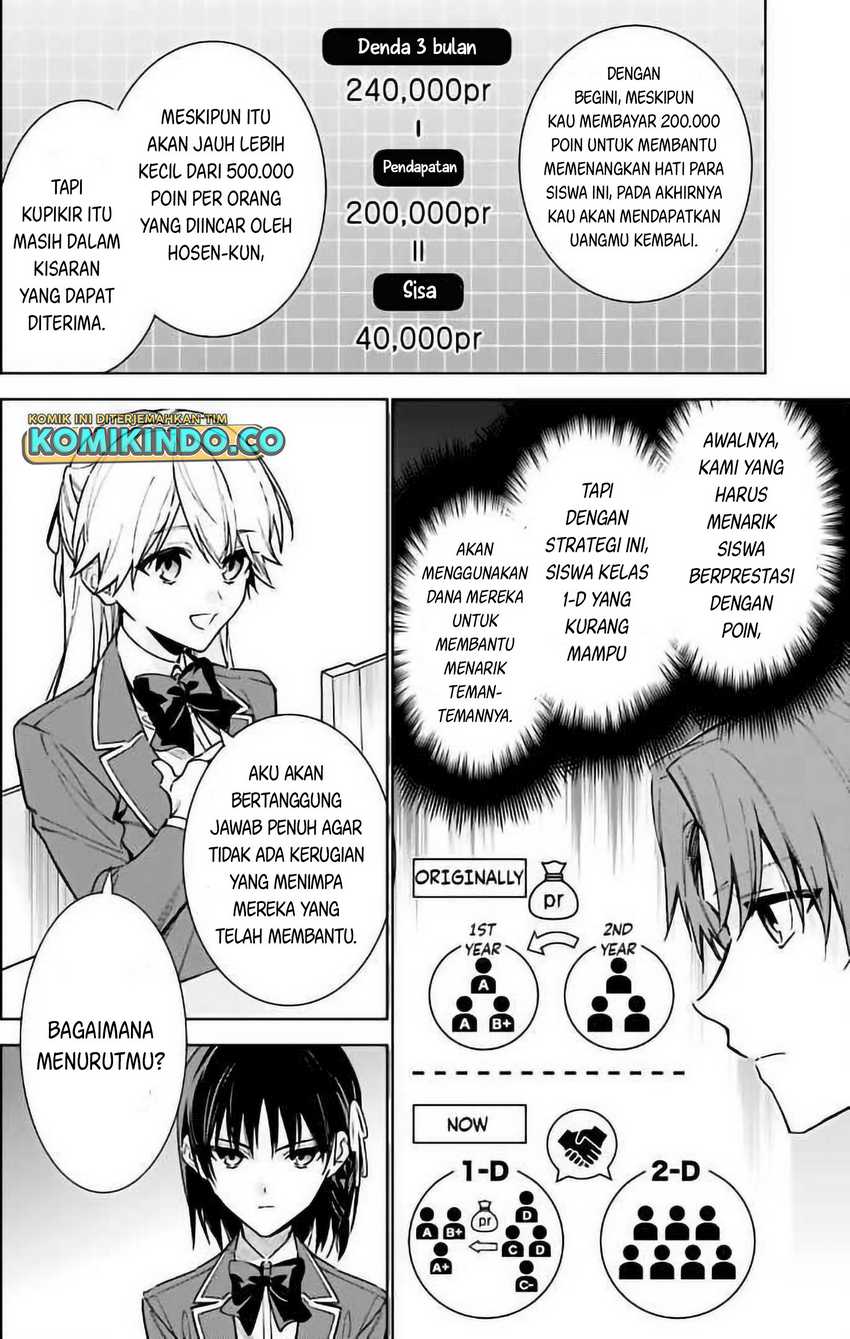 DENGAN
BEGINI, MESKIPUN
KAU MEMBAYAR 200.000
POIN UNTUK MEMBANTU
MEMENANGKAN HATI PARA
SISWA INI, PADA AKHIRNYA
KAU AKAN MENDAPATKAN
UANGMU KEMBALI.
Denda 3 bulan
240,000pr
-
Pendapatan
200,000pr
=
Sisa
40,000pr
MESKIPUN ITU
AKAN JAUH LEBIH
KECIL DARI 500.000
POIN PER ORANG
YANG DIINCAR OLEH
HOSEN-KUN,
TAPI
KUPIKIR ITU
MASIH DALAM
KISARAN
YANG DAPAT
DITERIMA.
AWALNYA,
KAMI YANG
HARUS
MENARIK
SISWA
BERPRESTASI
DENGAN
POIN,
TAPI
DENGAN
STRATEGI INI,
SISWA KELAS
1-D YANG
KURANG
MAMPU
AKAN
MENGGUNAKAN
DANA MEREKA
UNTUK
MEMBANTU
MENARIK
TEMAN-
TEMANNYA.
ORIGINALLY
pr
1ST
YEAR
2ND
YEAR
A
A B+
NOW
1-D
2-D
A B+
A+
pr
D
C D
C-
KOMIK INI DITERJEMAHKAN TIM
KOMIKINDO.CO
AKU AKAN
BERTANGGUNG
JAWAB PENUH AGAR
TIDAK ADA KERUGIAN
YANG MENIMPA
MEREKA YANG
TELAH MEMBANTU.
BAGAIMANA
MENURUTMU?